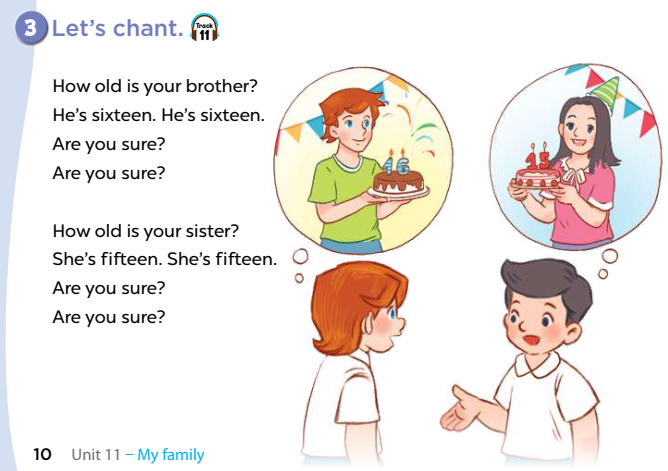 3 Let's chant. Track 11
How old is your brother?
He's sixteen. He's sixteen.
Are you sure?
Are you sure?
How old is your sister?
She's fifteen. She's fifteen.
Are you sure?
Are you sure?
16
15
10 Unit 11 – My family